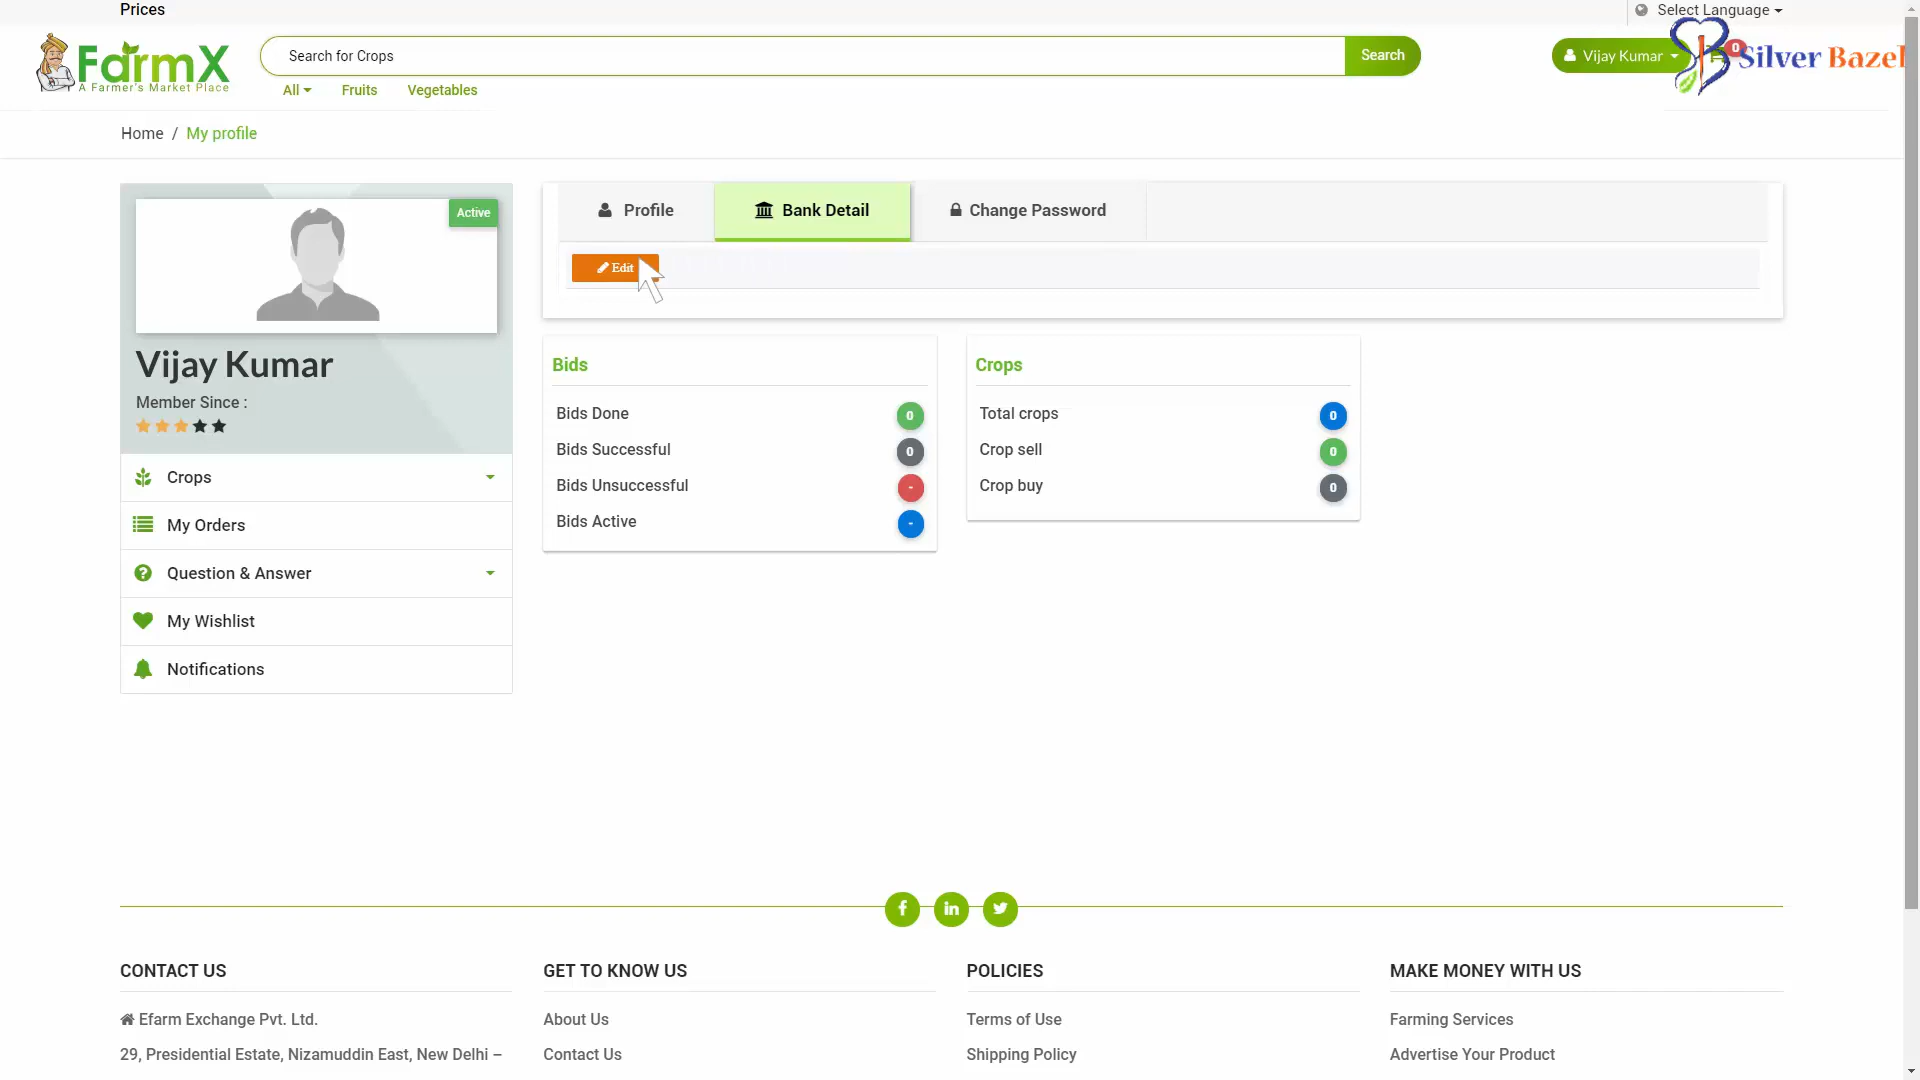 Prices
Select Language
FarmX
A Farmer's Market Place
Search for Crops
Search
Vijay Kumar
0
Silver Bazel
All
Fruits
Vegetables
Home / My profile
Active
Vijay Kumar
Member Since :
Crops
My Orders
Question & Answer
My Wishlist
Notifications
Profile
Bank Detail
Change Password
Edit
Bids
Bids Done 0
Bids Successful 0
Bids Unsuccessful -
Bids Active -
Crops
Total crops 0
Crop sell 0
Crop buy 0
CONTACT US
Efarm Exchange Pvt. Ltd.
29, Presidential Estate, Nizamuddin East, New Delhi –
GET TO KNOW US
About Us
Contact Us
POLICIES
Terms of Use
Shipping Policy
MAKE MONEY WITH US
Farming Services
Advertise Your Product